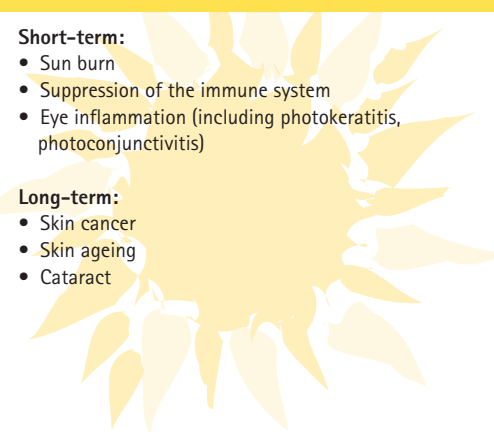 Short-term:
• Sun burn
• Suppression of the immune system
• Eye inflammation (including photokeratitis,
photoconjunctivitis)
Long-term:
• Skin cancer
• Skin ageing
• Cataract